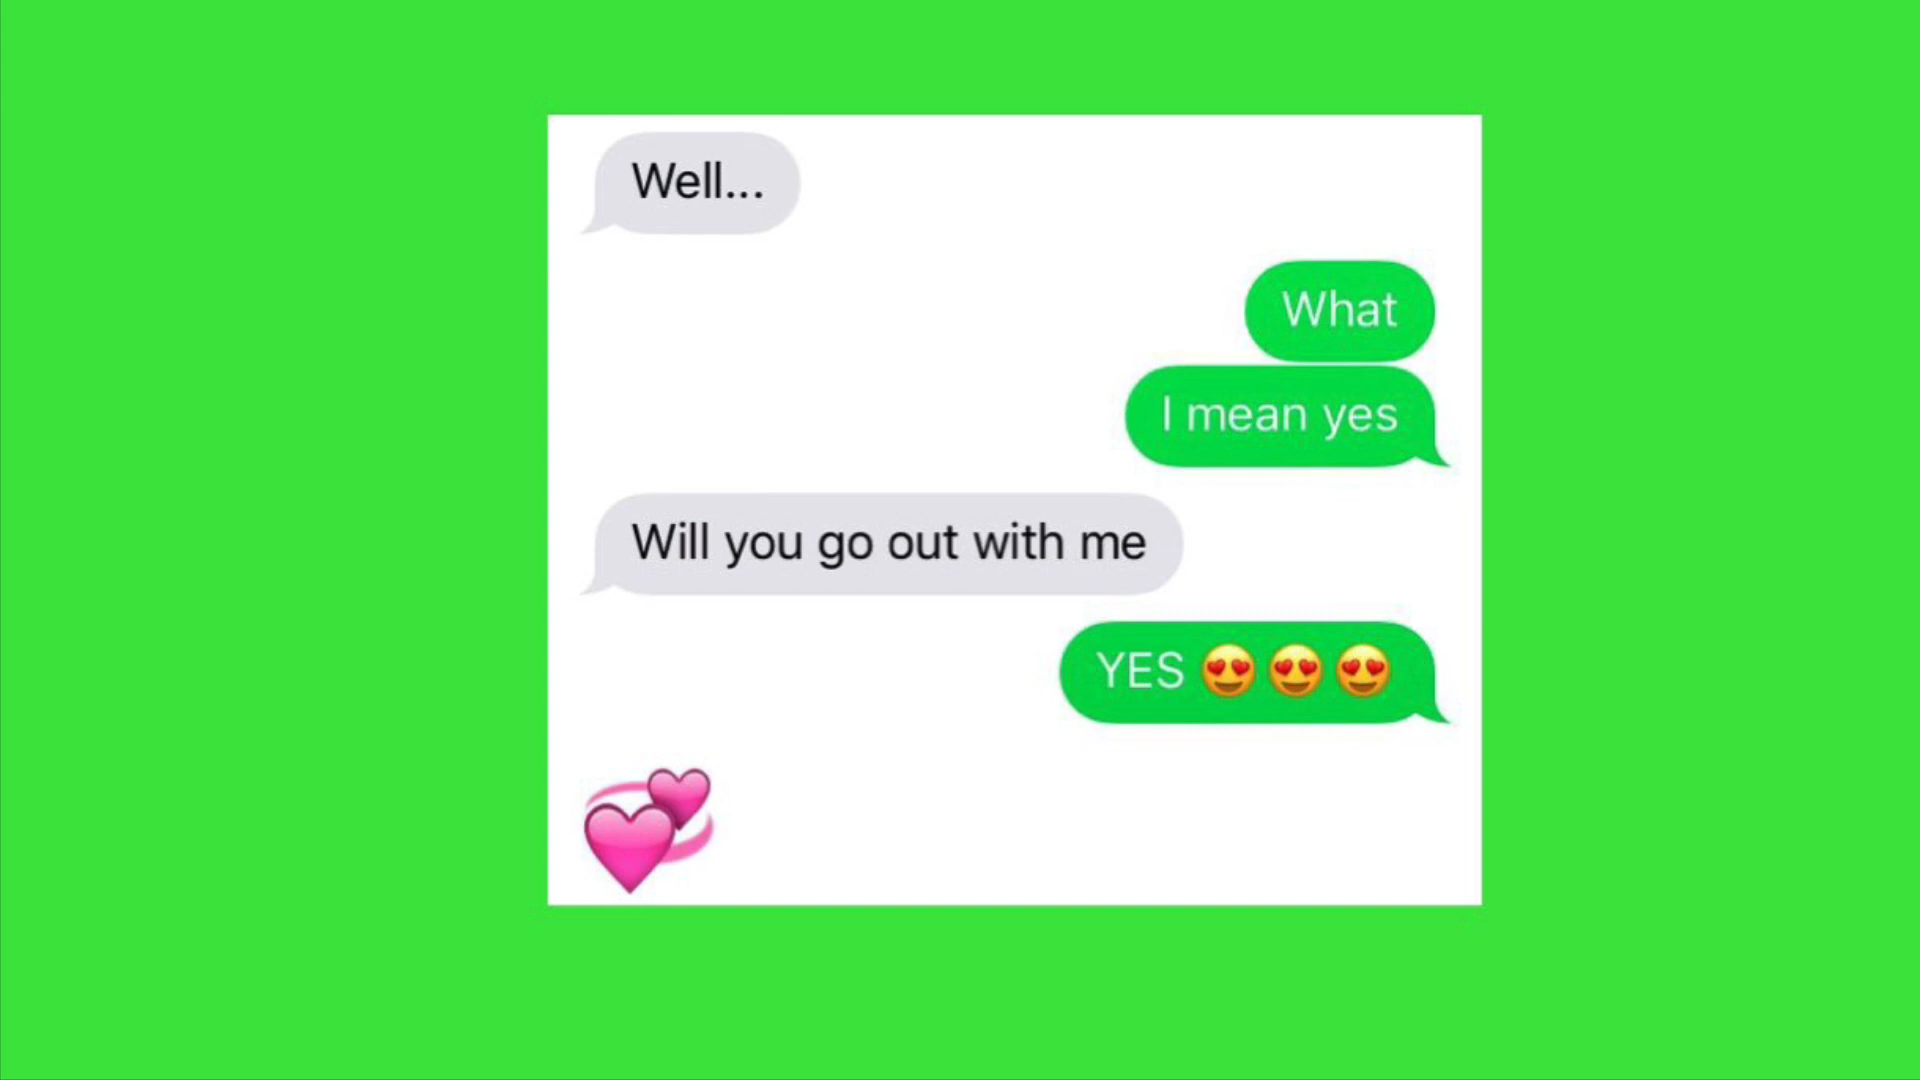 Well...
What
I mean yes
Will you go out with me
YES 😍😍😍
💞